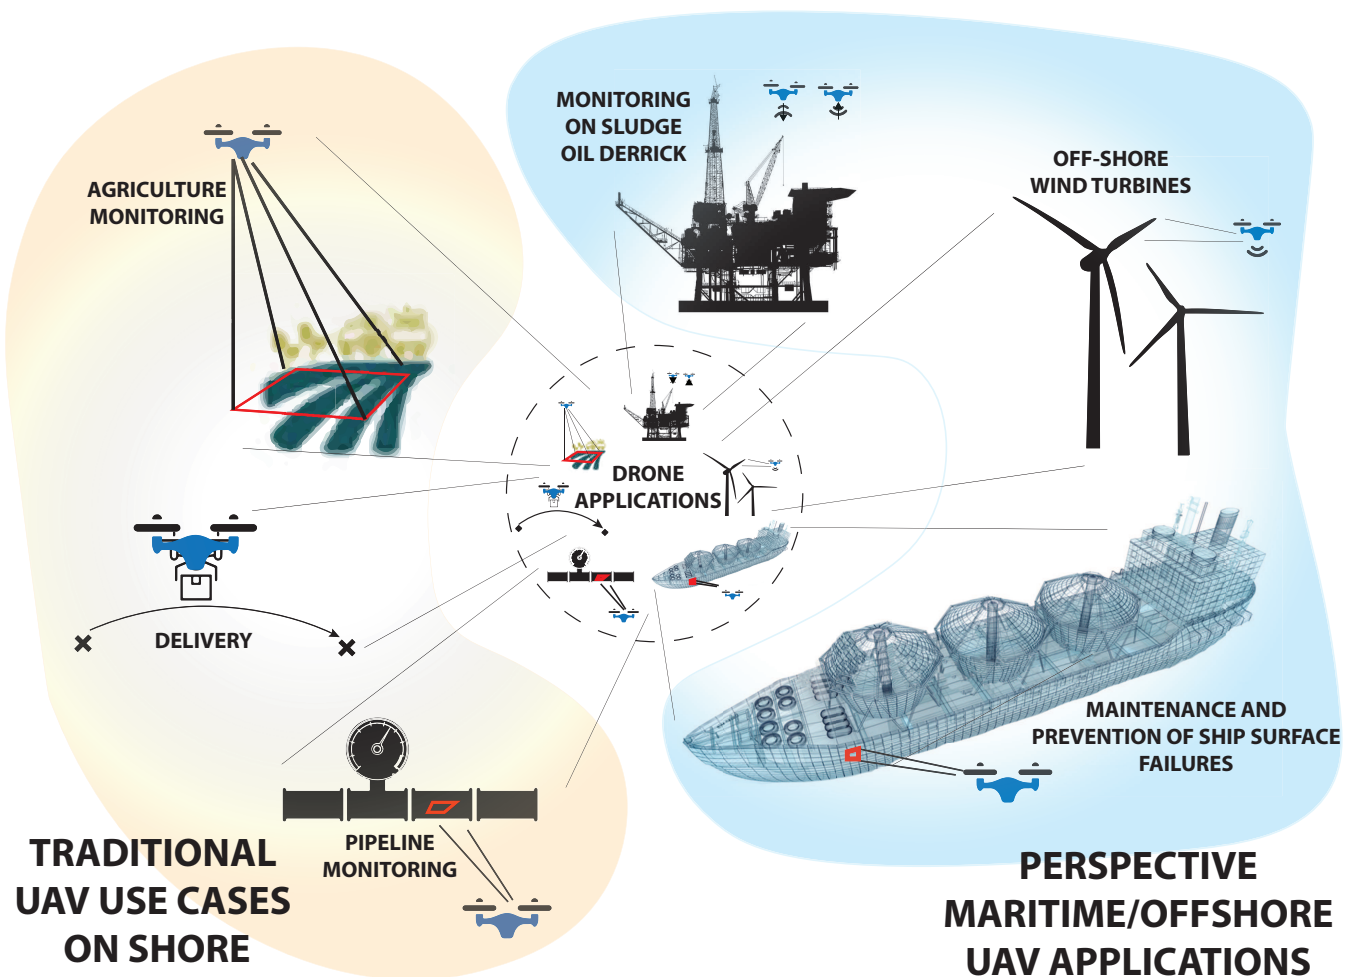 AGRICULTURE
MONITORING
DELIVERY
PIPELINE
MONITORING
TRADITIONAL
UAV USE CASES
ON SHORE
DRONE
APPLICATIONS
MONITORING
ON SLUDGE
OIL DERRICK
OFF-SHORE
WIND TURBINES
MAINTENANCE AND
PREVENTION OF SHIP SURFACE
FAILURES
PERSPECTIVE
MARITIME/OFFSHORE
UAV APPLICATIONS